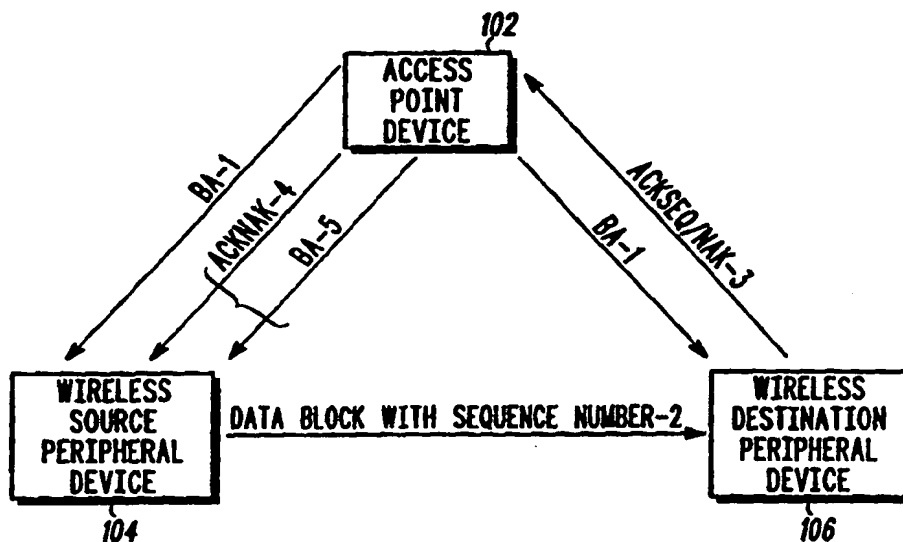 102
ACCESS
POINT
DEVICE
BA-1
ACKNAK-4
BA-5
BA-1
ACKSEQ/NAK-3
WIRELESS
SOURCE
PERIPHERAL
DEVICE
104
DATA BLOCK WITH SEQUENCE NUMBER-2
WIRELESS
DESTINATION
PERIPHERAL
DEVICE
106